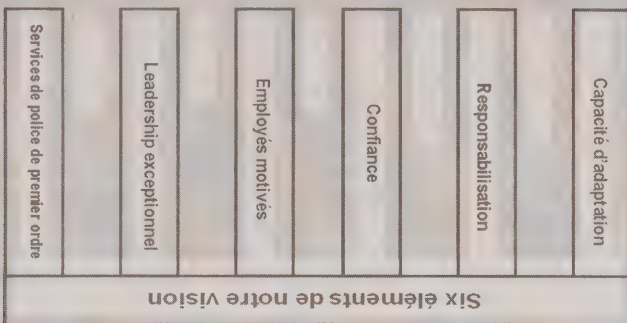 Six éléments de notre vision
Services de police de premier ordre
Leadership exceptionnel
Employés motivés
Confiance
Responsabilisation
Capacité d'adaptation